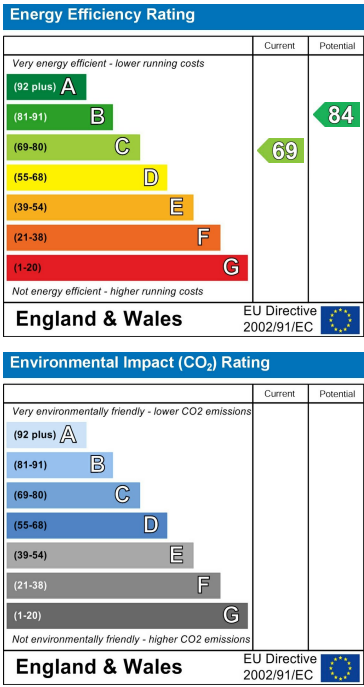 Energy Efficiency Rating
Current Potential
Very energy efficient - lower running costs
(92 plus) A
(81-91) B
(69-80) C
(55-68) D
(39-54) E
(21-38) F
(1-20) G
69
84
Not energy efficient - higher running costs
England & Wales
EU Directive
2002/91/EC
Environmental Impact (CO₂) Rating
Current Potential
Very environmentally friendly - lower CO2 emissions
(92 plus) A
(81-91) B
(69-80) C
(55-68) D
(39-54) E
(21-38) F
(1-20) G
Not environmentally friendly - higher CO2 emissions
England & Wales
EU Directive
2002/91/EC